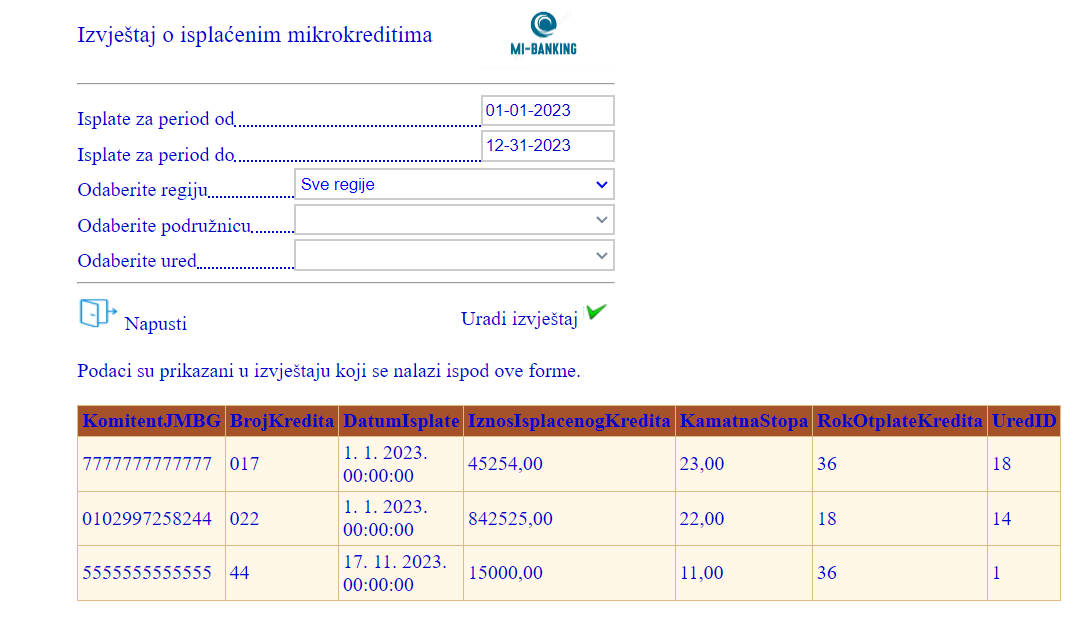 Izvještaj o isplaćenim mikrokreditima
MI-BANKING
Isplate za period od 01-01-2023
Isplate za period do 12-31-2023
Odaberite regiju Sve regije
Odaberite podružnicu
Odaberite ured
Napusti Uradi izvještaj
Podaci su prikazani u izvještaju koji se nalazi ispod ove forme.
KomitentJMBG BrojKredita DatumIsplate IznosIsplacenogKredita KamatnaStopa RokOtplateKredita UredID
7777777777777 017 1. 1. 2023. 00:00:00 45254,00 23,00 36 18
0102997258244 022 1. 1. 2023. 00:00:00 842525,00 22,00 18 14
5555555555555 44 17. 11. 2023. 00:00:00 15000,00 11,00 36 1